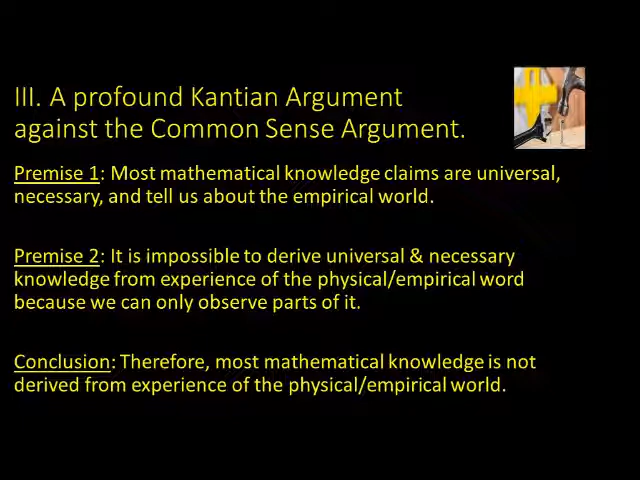 III. A profound Kantian Argument
against the Common Sense Argument.
Premise 1: Most mathematical knowledge claims are universal,
necessary, and tell us about the empirical world.
Premise 2: It is impossible to derive universal & necessary
knowledge from experience of the physical/empirical word
because we can only observe parts of it.
Conclusion: Therefore, most mathematical knowledge is not
derived from experience of the physical/empirical world.